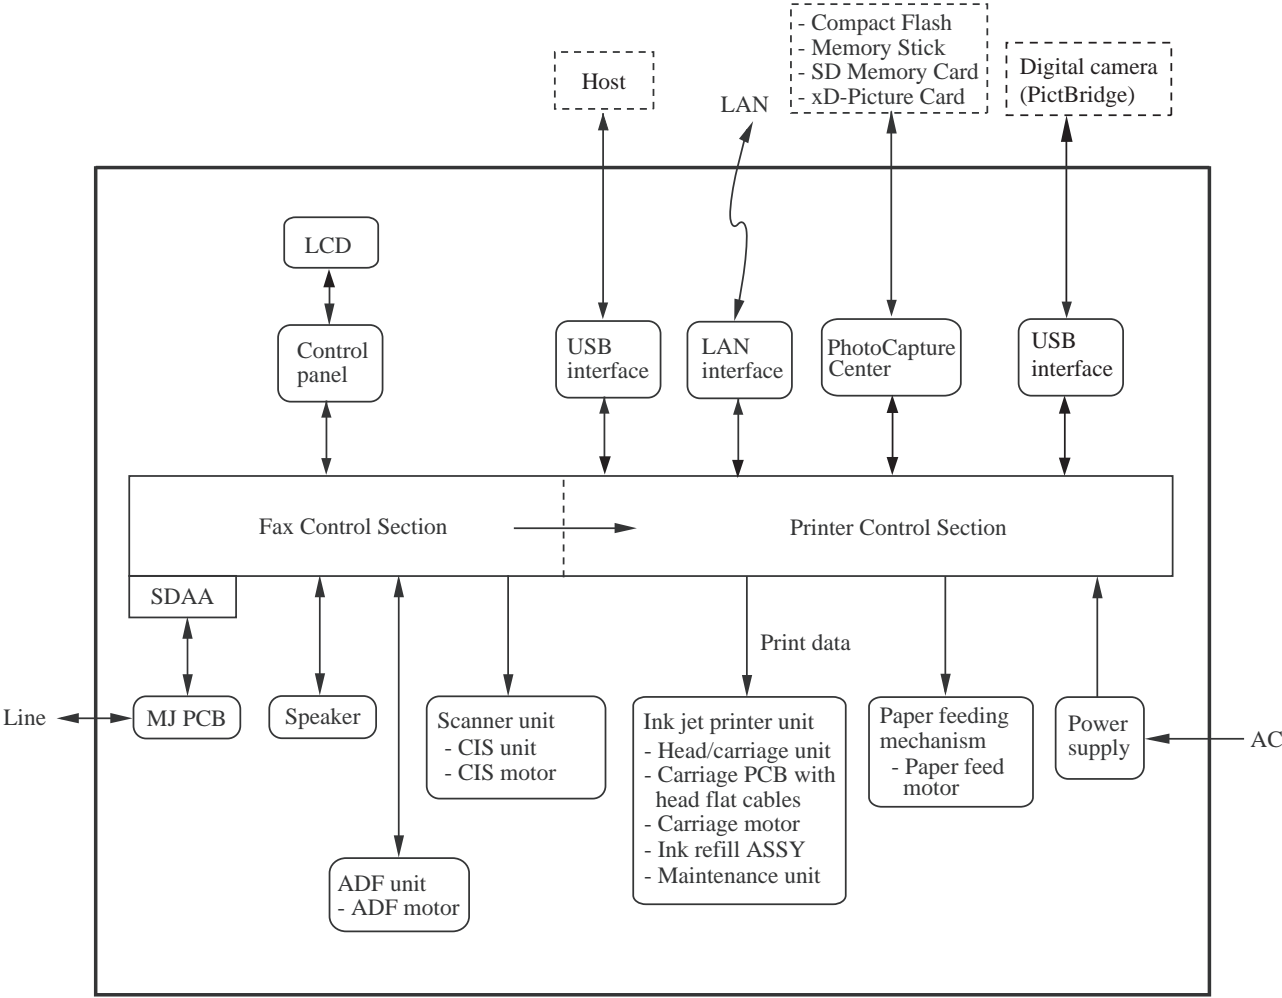 - Compact Flash
- Memory Stick
- SD Memory Card
- xD-Picture Card
Host
LAN
Digital camera
(PictBridge)
LCD
Control
panel
USB
interface
LAN
interface
PhotoCapture
Center
USB
interface
Fax Control Section
Printer Control Section
SDAA
Print data
Line
MJ PCB
Speaker
Scanner unit
- CIS unit
- CIS motor
Ink jet printer unit
- Head/carriage unit
- Carriage PCB with
head flat cables
- Carriage motor
- Ink refill ASSY
- Maintenance unit
Paper feeding
mechanism
- Paper feed
motor
Power
supply
AC
ADF unit
- ADF motor